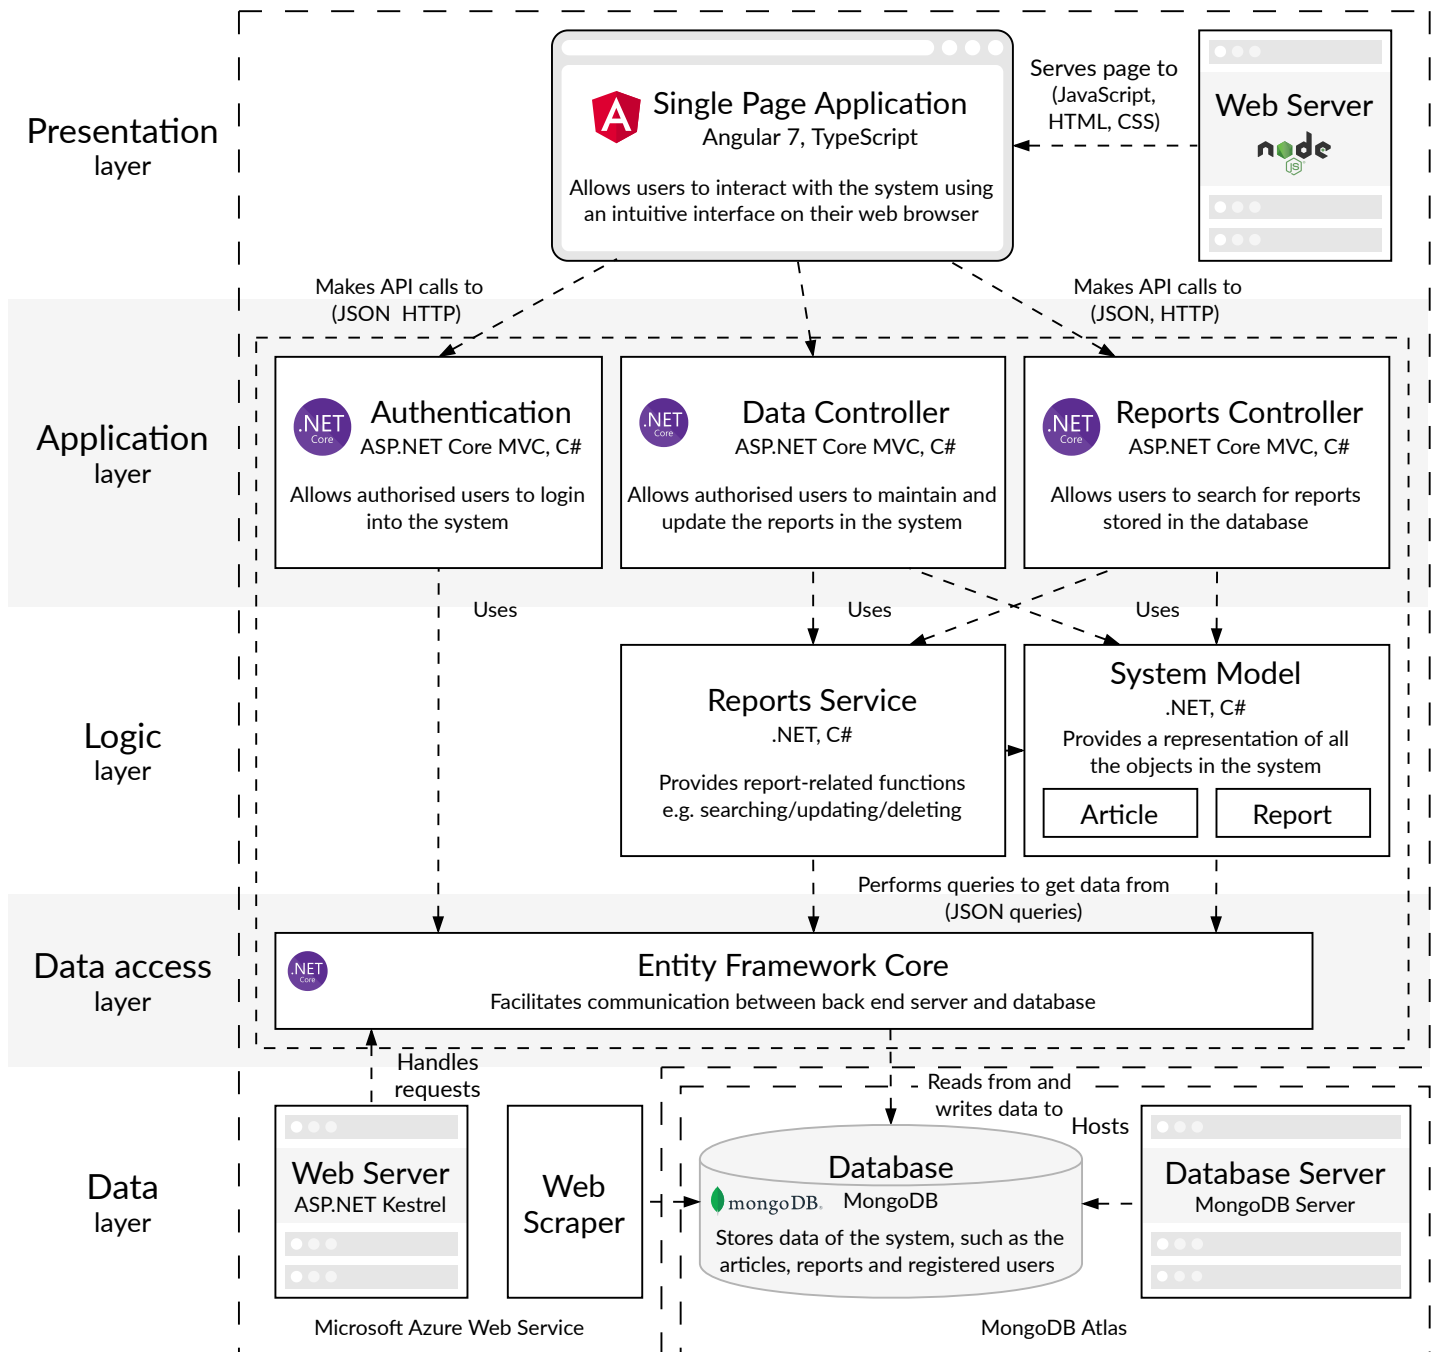 Presentation
layer
Single Page Application
Angular 7, TypeScript
Allows users to interact with the system using
an intuitive interface on their web browser
Serves page to
(JavaScript,
HTML, CSS)
Web Server
node
JS
Makes API calls to
(JSON  HTTP)
Makes API calls to
(JSON, HTTP)
Application
layer
.NET
Core
Authentication
ASP.NET Core MVC, C#
Allows authorised users to login
into the system
.NET
Core
Data Controller
ASP.NET Core MVC, C#
Allows authorised users to maintain and
update the reports in the system
.NET
Core
Reports Controller
ASP.NET Core MVC, C#
Allows users to search for reports
stored in the database
Uses
Uses
Uses
Logic
layer
Reports Service
.NET, C#
Provides report-related functions
e.g. searching/updating/deleting
System Model
.NET, C#
Provides a representation of all
the objects in the system
Article
Report
Performs queries to get data from
(JSON queries)
Data access
layer
.NET
Core
Entity Framework Core
Facilitates communication between back end server and database
Handles
requests
Reads from and
writes data to
Hosts
Data
layer
Web Server
ASP.NET Kestrel
Web
Scraper
Database
mongoDB.
MongoDB
Stores data of the system, such as the
articles, reports and registered users
Database Server
MongoDB Server
Microsoft Azure Web Service
MongoDB Atlas